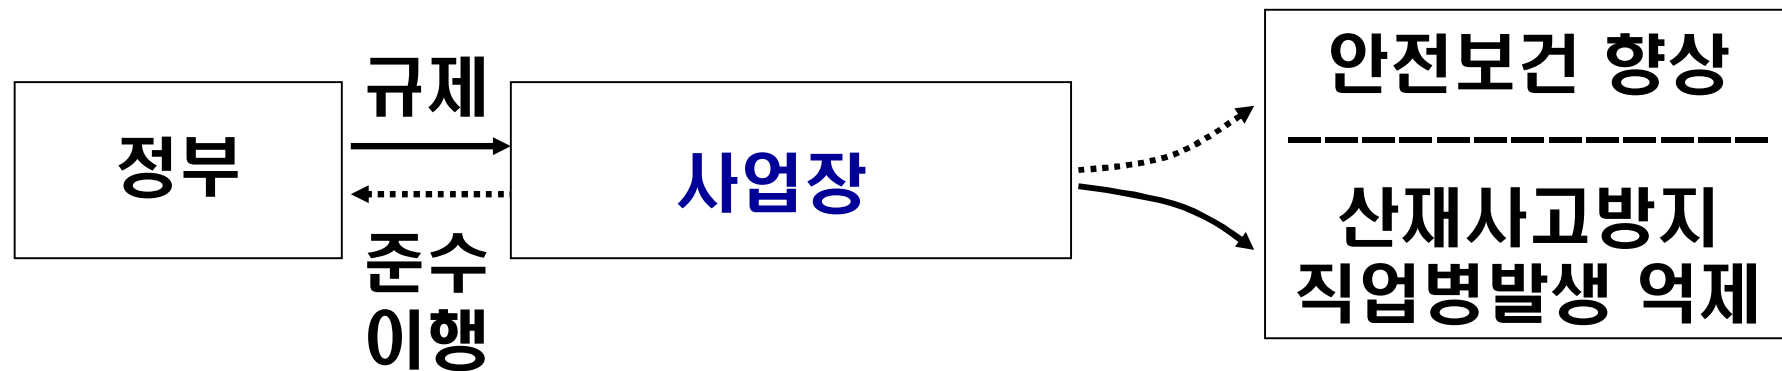 정부
규제
준수
이행
사업장
안전보건 향상
산재사고방지
직업병발생 억제